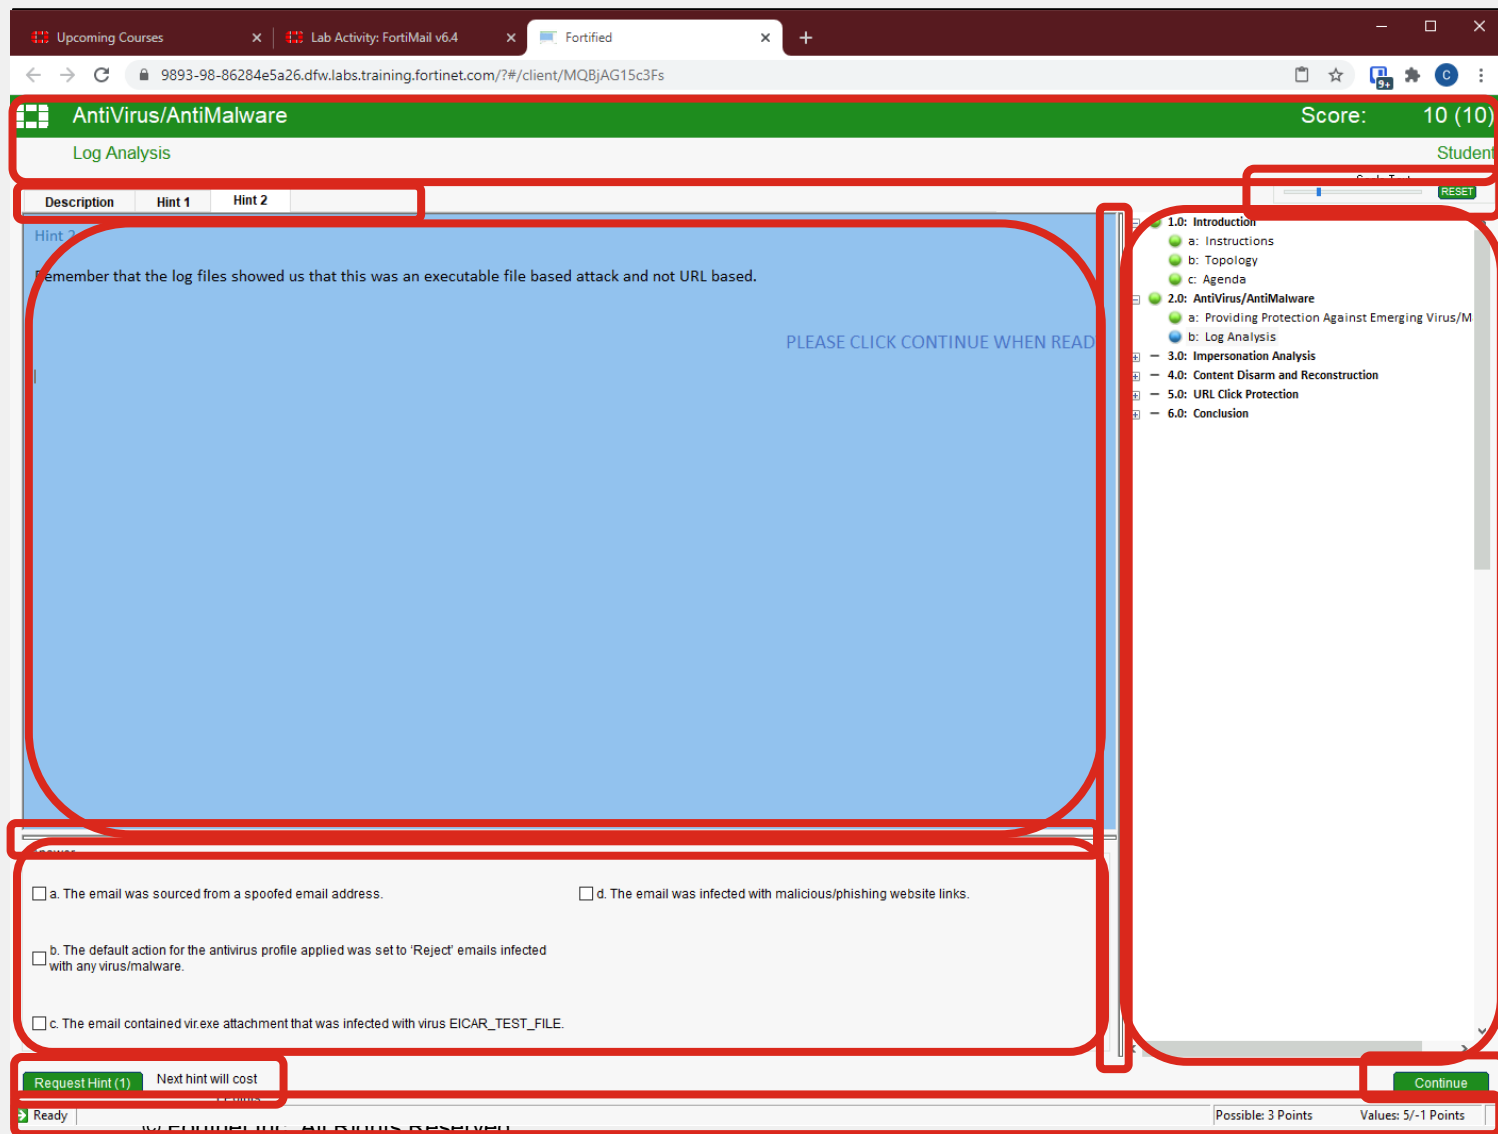 Upcoming Courses
Lab Activity: FortiMail v6.4
Fortified
9893-98-86284e5a26.dfw.labs.training.fortinet.com/?#/client/MQBjAG15c3Fs
9+
C
AntiVirus/AntiMalware
Score: 10 (10)
Log Analysis
Student
RESET
Description
Hint 1
Hint 2
Hint 2
Remember that the log files showed us that this was an executable file based attack and not URL based.
PLEASE CLICK CONTINUE WHEN READ
1.0: Introduction
a: Instructions
b: Topology
c: Agenda
2.0: AntiVirus/AntiMalware
a: Providing Protection Against Emerging Virus/M
b: Log Analysis
3.0: Impersonation Analysis
4.0: Content Disarm and Reconstruction
5.0: URL Click Protection
6.0: Conclusion
a. The email was sourced from a spoofed email address.
d. The email was infected with malicious/phishing website links.
b. The default action for the antivirus profile applied was set to 'Reject' emails infected
with any virus/malware.
c. The email contained vir.exe attachment that was infected with virus EICAR_TEST_FILE.
Request Hint (1)
Next hint will cost
Continue
Ready
Possible: 3 Points
Values: 5/-1 Points
© Fortinet Inc. All Rights Reserved